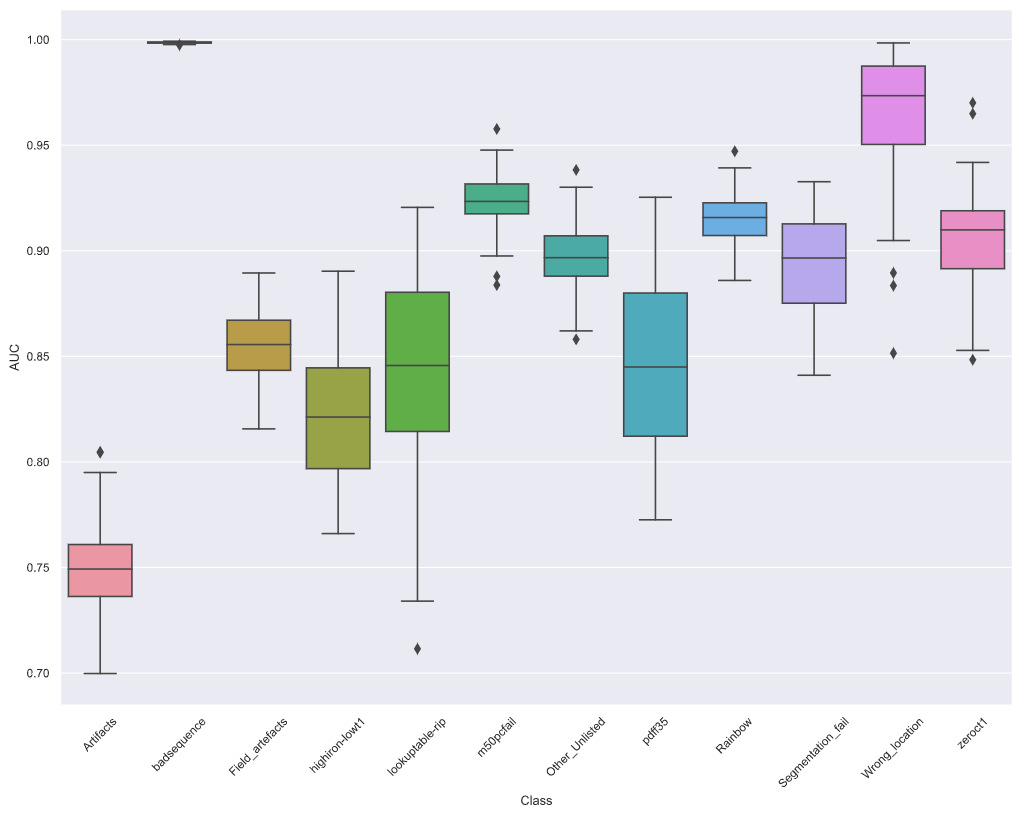 1.00
0.95
0.90
0.85
0.80
0.75
0.70
AUC
Artifacts
badsequence
Field_artefacts
highiron-lowt1
lookuptable-rip
m50pcfail
Other_Unlisted
pdff35
Rainbow
Segmentation_fail
Wrong_location
zeroct1
Class